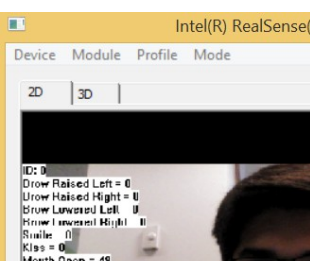 Intel(R) RealSense(
Device Module Profile Mode
2D 3D
ID: 0
Brow Raised Left = 0
Brow Raised Right = 0
Brow Lowered Left 0
Brow Lowered Right 0
Smile 0
Kiss = 0
Mouth Open = 48